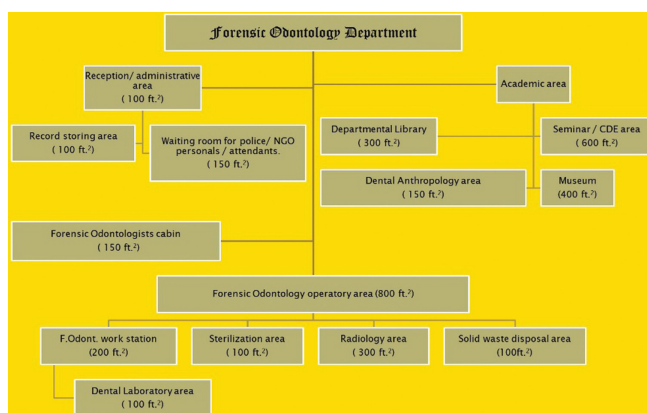 Forensic Odontology Department
Reception/ administrative
area
( 100 ft.²)
Academic area
Record storing area
( 100 ft.²)
Waiting room for police/ NGO
personals / attendants.
( 150 ft.²)
Departmental Library
( 300 ft.²)
Seminar / CDE area
( 600 ft.²)
Dental Anthropology area
( 150 ft.²)
Museum
(400 ft.²)
Forensic Odontologists cabin
( 150 ft.²)
Forensic Odontology operatory area (800 ft.²)
F.Odont. work station
(200 ft.²)
Sterilization area
( 100 ft.²)
Radiology area
( 300 ft.²)
Solid waste disposal area
(100ft.²)
Dental Laboratory area
( 100 ft.²)